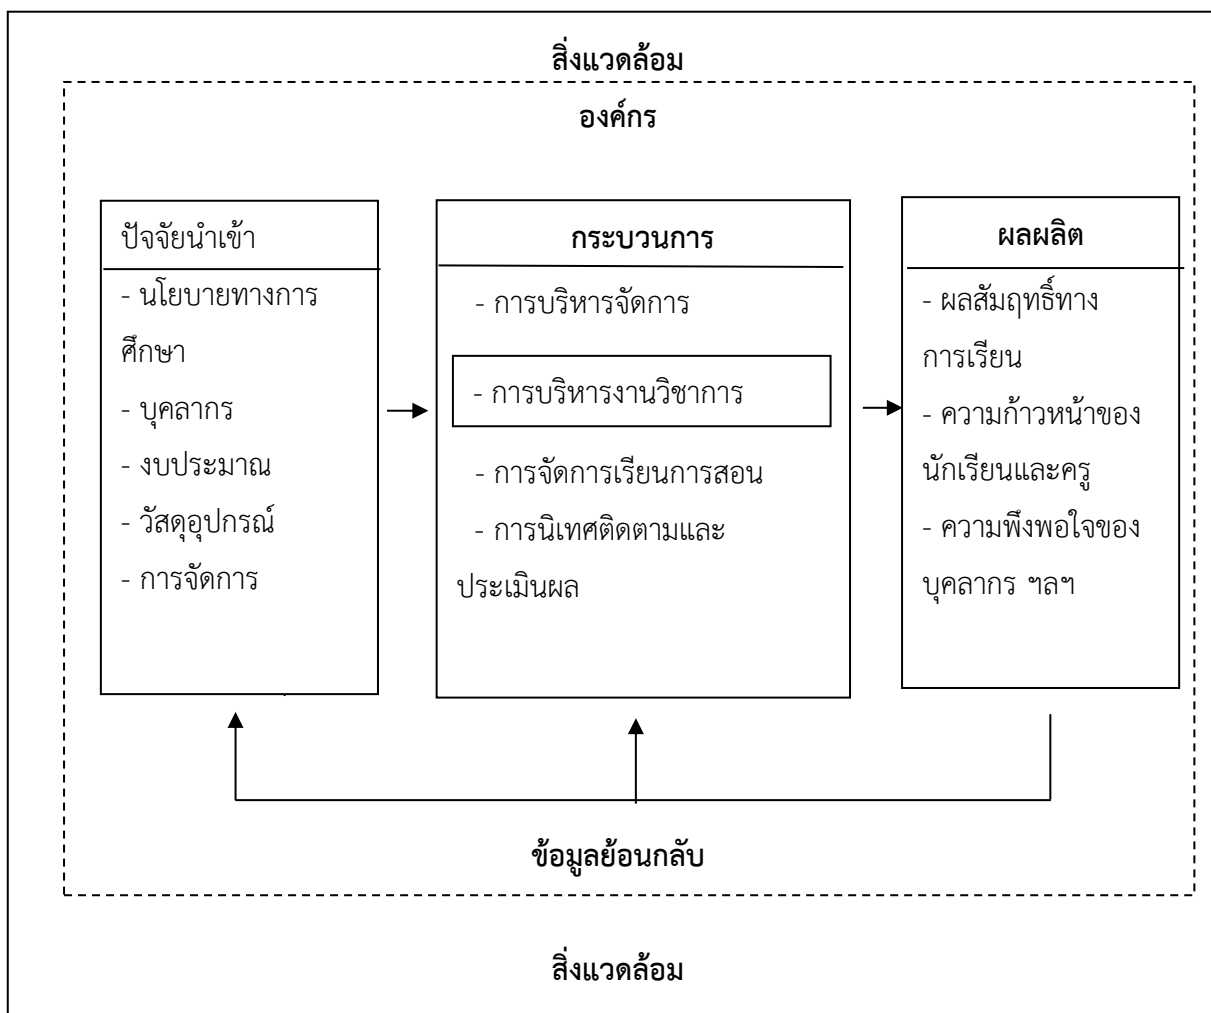 สิ่งแวดล้อม
องค์กร
ปัจจัยนำเข้า
- นโยบายทางการ
ศึกษา
- บุคลากร
- งบประมาณ
- วัสดุอุปกรณ์
- การจัดการ
กระบวนการ
- การบริหารจัดการ
- การบริหารงานวิชาการ
- การจัดการเรียนการสอน
- การนิเทศติดตามและ
ประเมินผล
ผลผลิต
- ผลสัมฤทธิ์ทาง
การเรียน
- ความก้าวหน้าของ
นักเรียนและครู
- ความพึงพอใจของ
บุคลากร ฯลฯ
ข้อมูลย้อนกลับ
สิ่งแวดล้อม